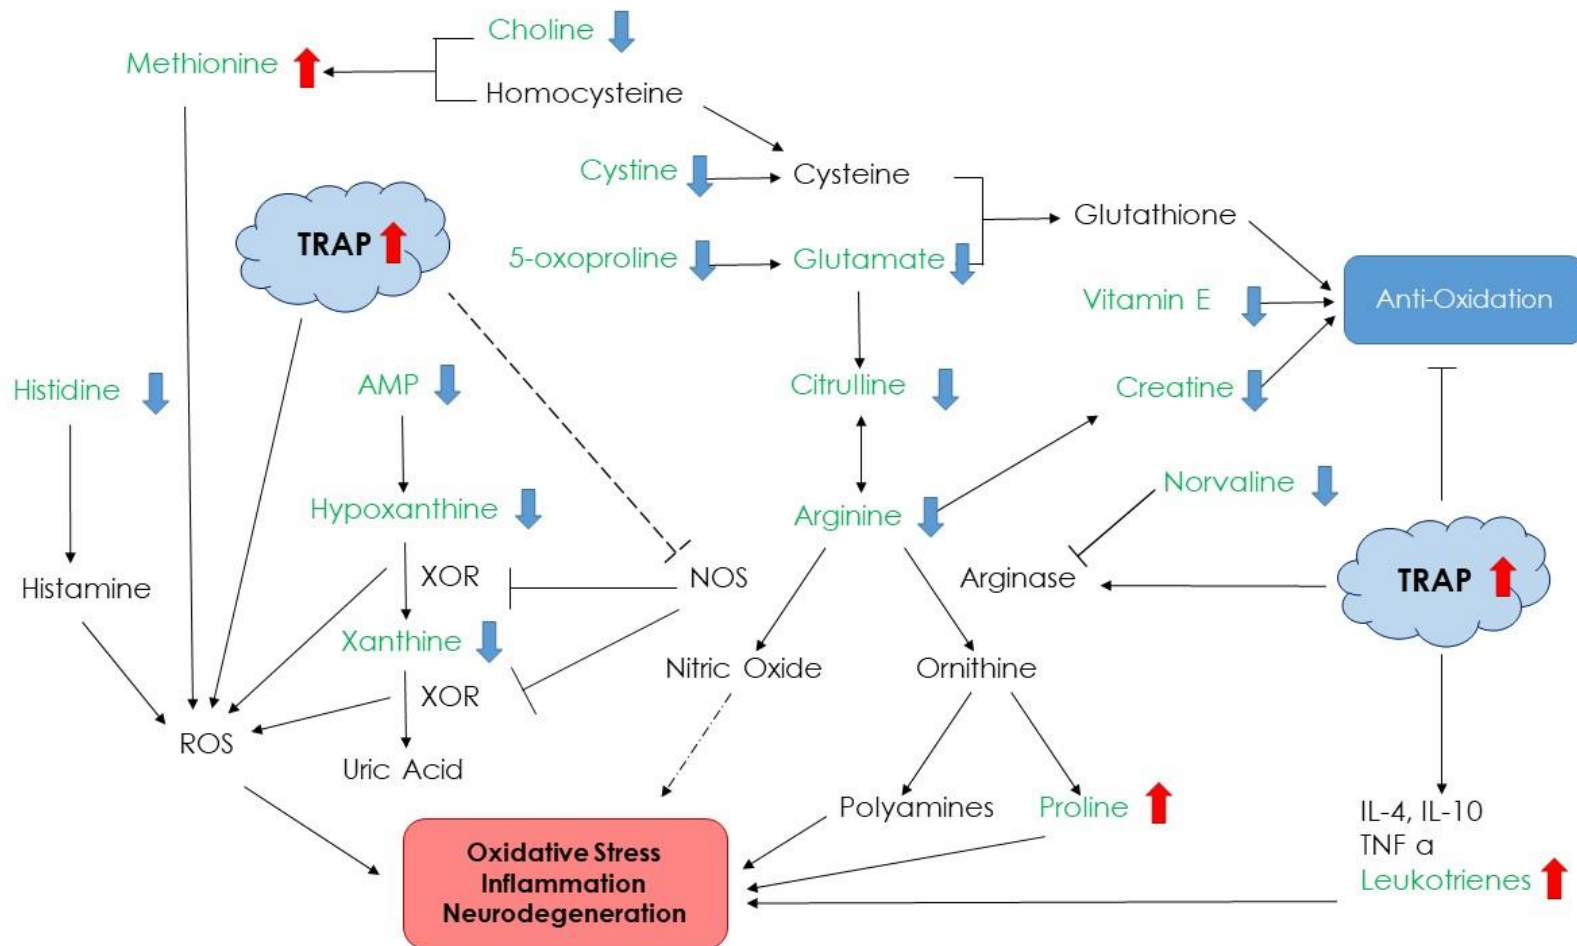 Choline
Methionine
Homocysteine
Cystine
Cysteine
Glutathione
TRAP
5-oxoproline
Glutamate
Vitamin E
Anti-Oxidation
Histidine
AMP
Citrulline
Creatine
Norvaline
Hypoxanthine
Arginine
Histamine
XOR
NOS
Arginase
TRAP
Xanthine
Nitric Oxide
Ornithine
XOR
ROS
Uric Acid
Polyamines
Proline
IL-4, IL-10
TNF α
Leukotrienes
Oxidative Stress
Inflammation
Neurodegeneration